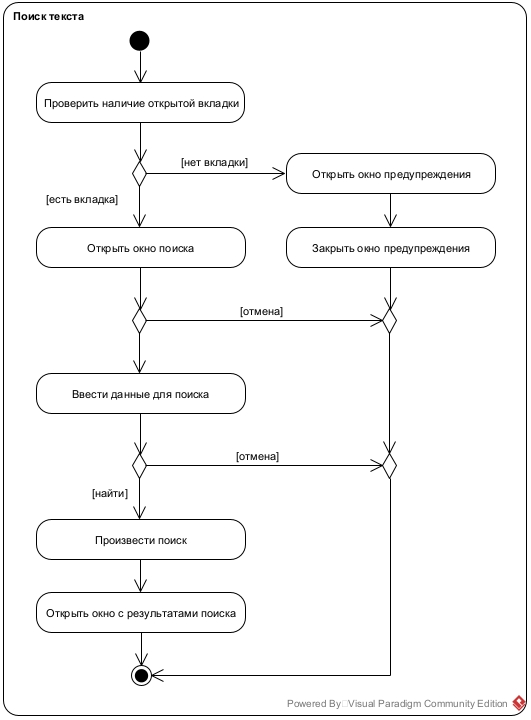 Поиск текста
Проверить наличие открытой вкладки
[нет вкладки]
Открыть окно предупреждения
[есть вкладка]
Открыть окно поиска
Закрыть окно предупреждения
[отмена]
Ввести данные для поиска
[отмена]
[найти]
Произвести поиск
Открыть окно с результатами поиска
Powered By Visual Paradigm Community Edition